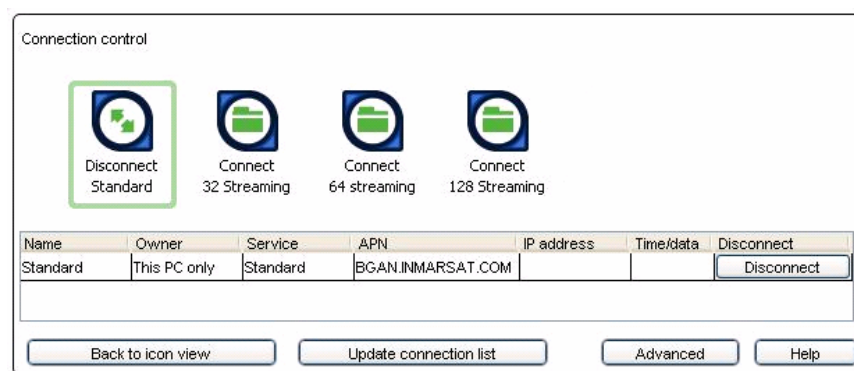 Connection control
Disconnect Standard
Connect 32 Streaming
Connect 64 streaming
Connect 128 Streaming
Name Owner Service APN IP address Time/data Disconnect
Standard This PC only Standard BGAN.INMARSAT.COM Disconnect
Back to icon view Update connection list Advanced Help